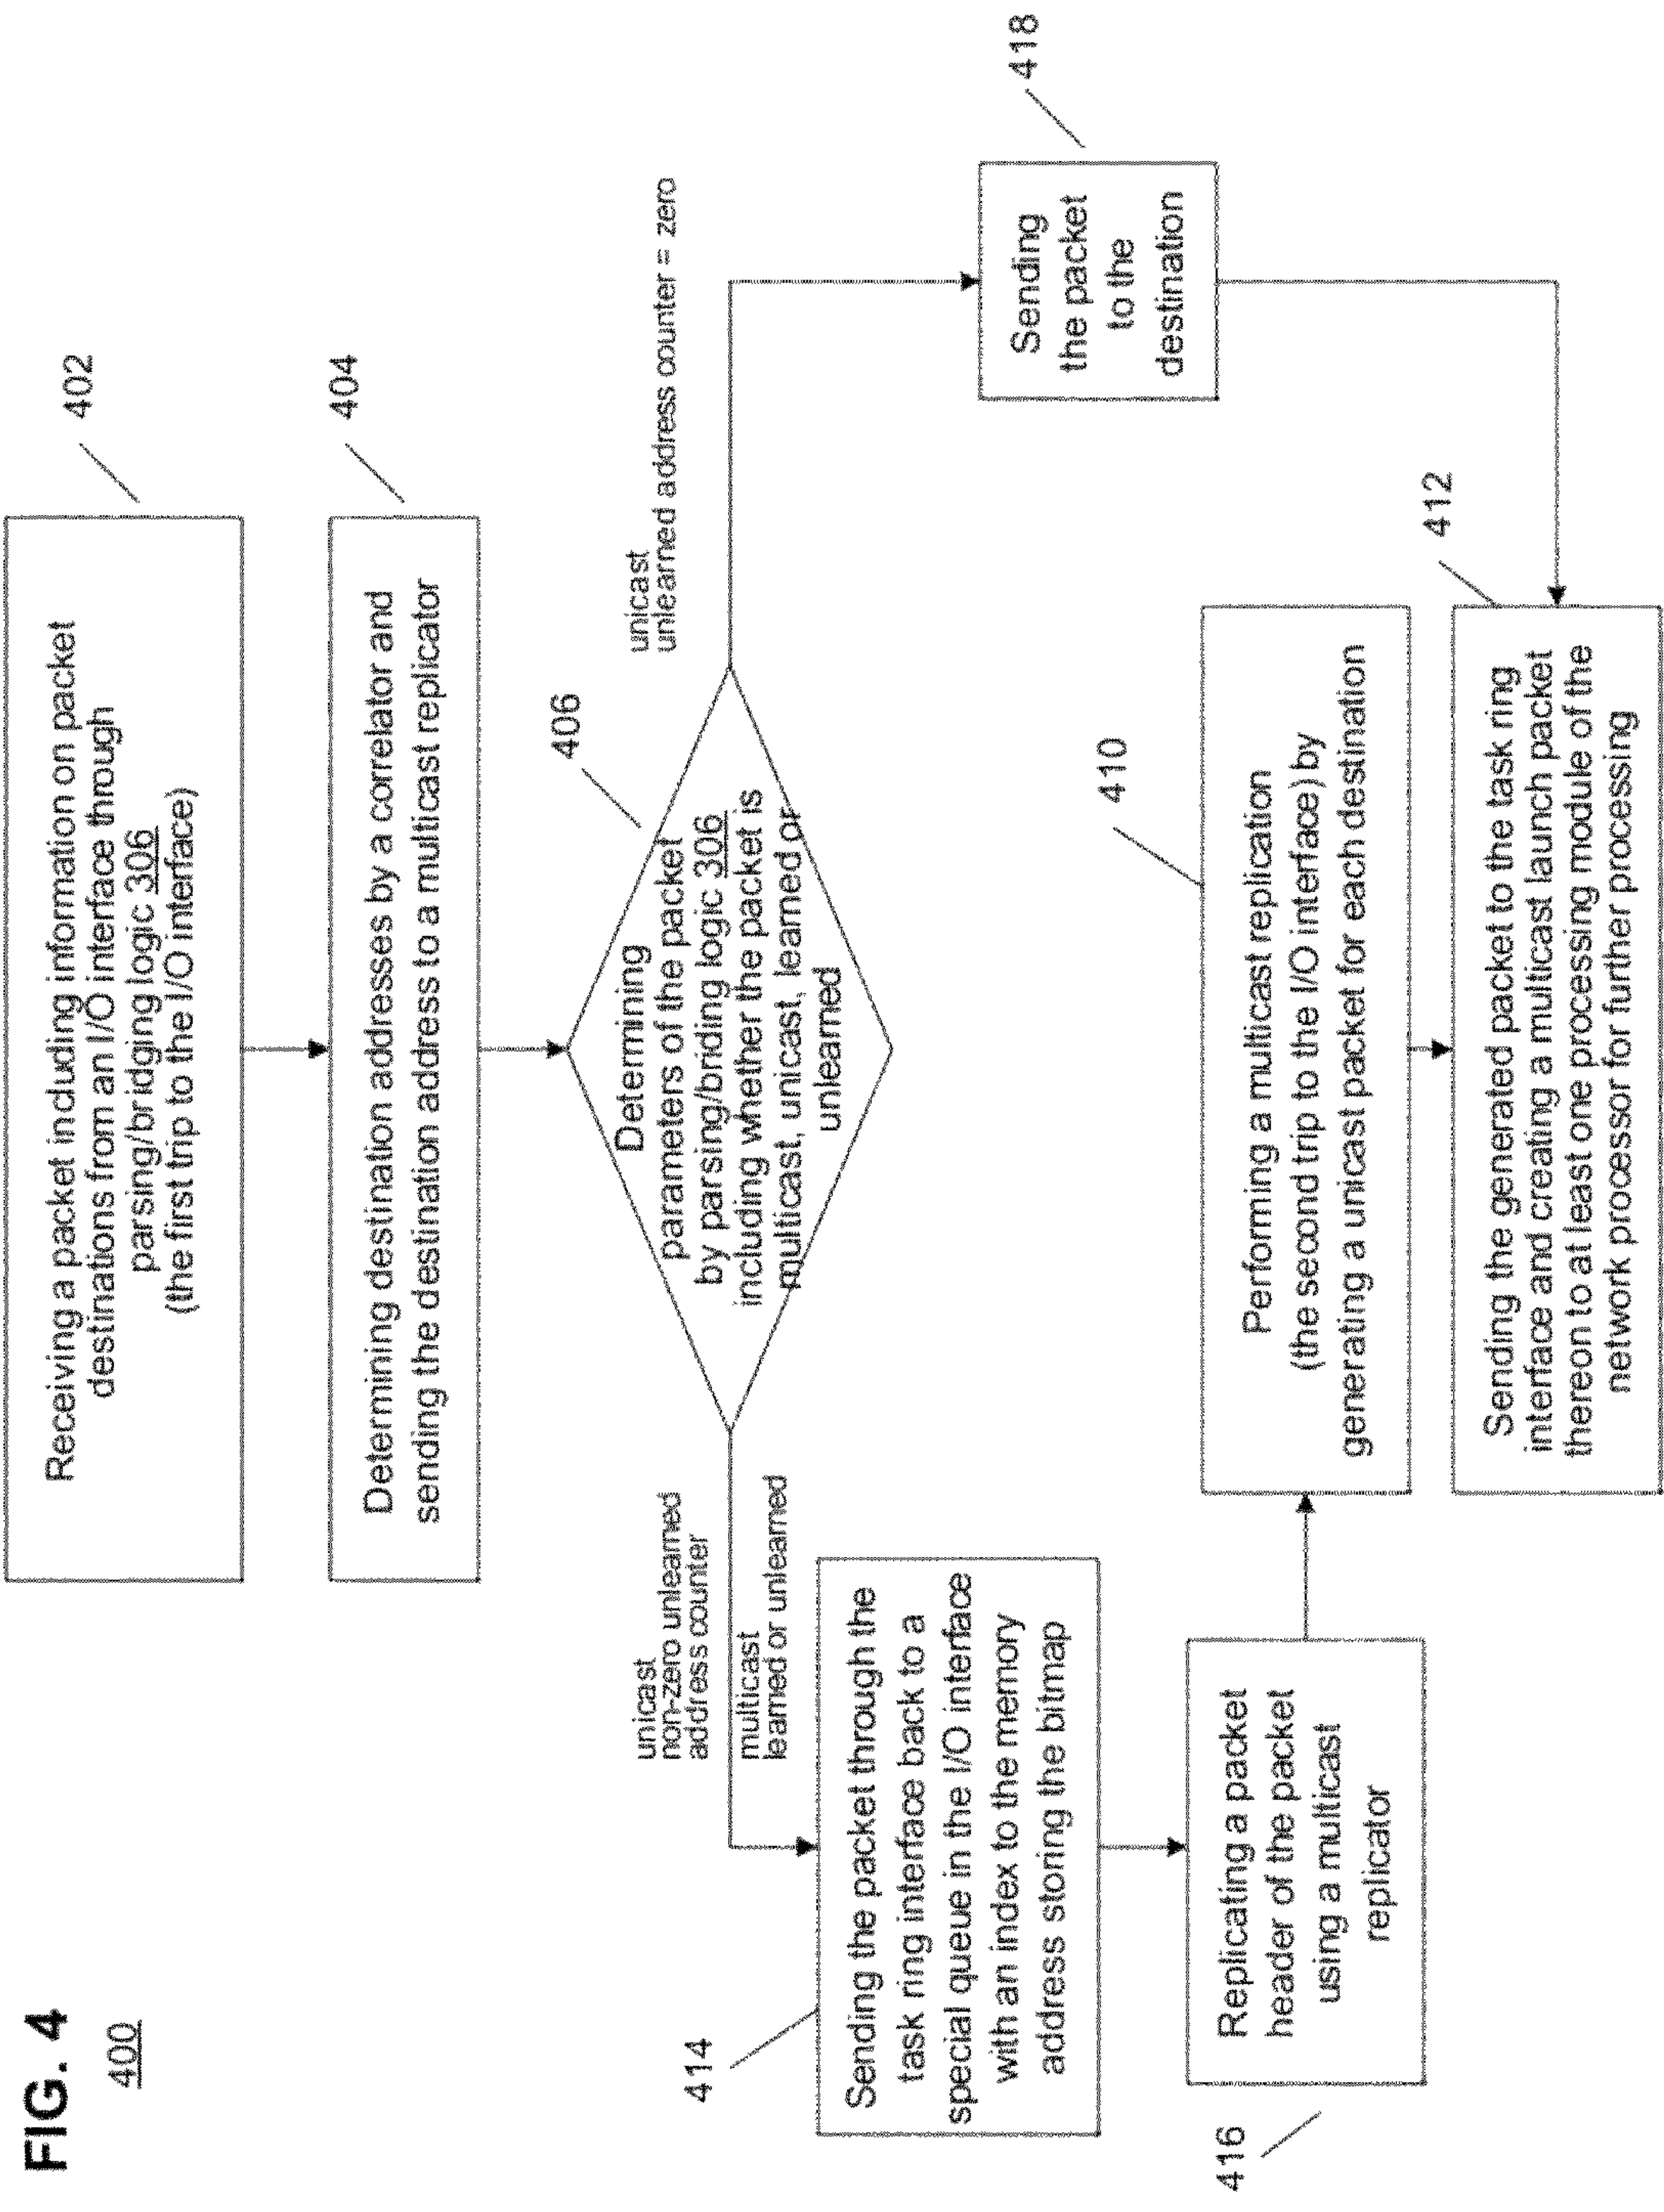 FIG. 4
400
Receiving a packet including information on packet
destinations from an I/O interface through
parsing/bridging logic 306
(the first trip to the I/O interface)
402
Determining destination addresses by a correlator and
sending the destination address to a multicast replicator
404
Determining
parameters of the packet
by parsing/briding logic 306
including whether the packet is
multicast, unicast, learned or
unlearned
406
unicast
non-zero unlearned
address counter
multicast
learned or unlearned
unicast
unlearned address counter = zero
414
Sending the packet through the
task ring interface back to a
special queue in the I/O interface
with an index to the memory
address storing the bitmap
Sending
the packet
to the
destination
418
416
Replicating a packet
header of the packet
using a multicast
replicator
Performing a multicast replication
(the second trip to the I/O interface) by
generating a unicast packet for each destination
410
Sending the generated packet to the task ring
interface and creating a multicast launch packet
thereon to at least one processing module of the
network processor for further processing
412